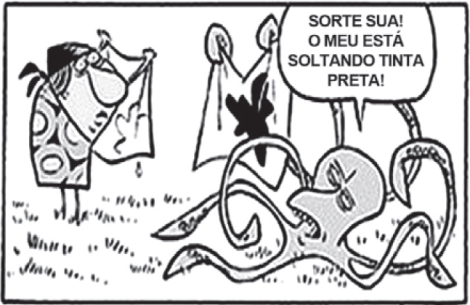 SORTE SUA!
O MEU ESTÁ
SOLTANDO TINTA
PRETA!